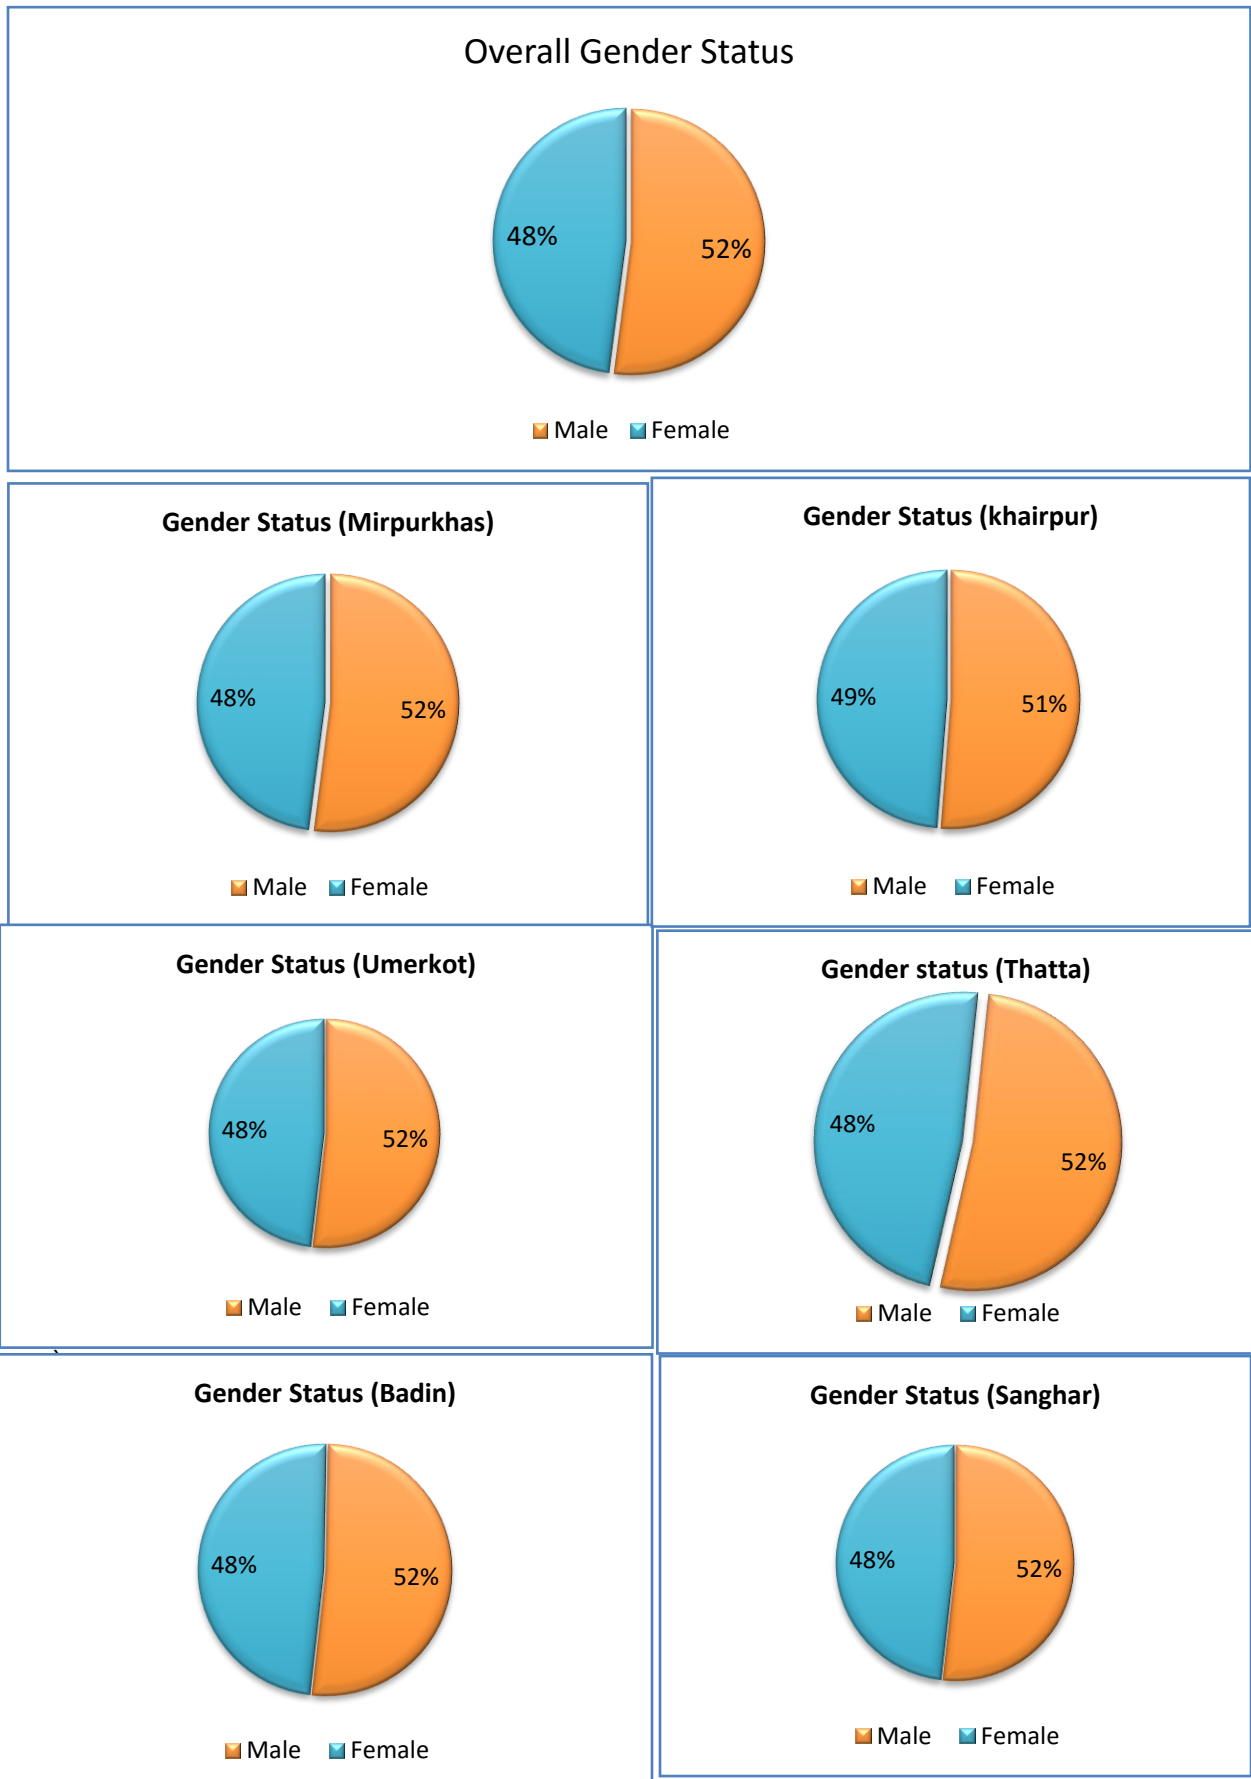 Overall Gender Status
48%
52%
Male Female
Gender Status (Mirpurkhas)
48%
52%
Male Female
Gender Status (khairpur)
49%
51%
Male Female
Gender Status (Umerkot)
48%
52%
Male Female
Gender status (Thatta)
48%
52%
Male Female
`
Gender Status (Badin)
48%
52%
Male Female
Gender Status (Sanghar)
48%
52%
Male Female